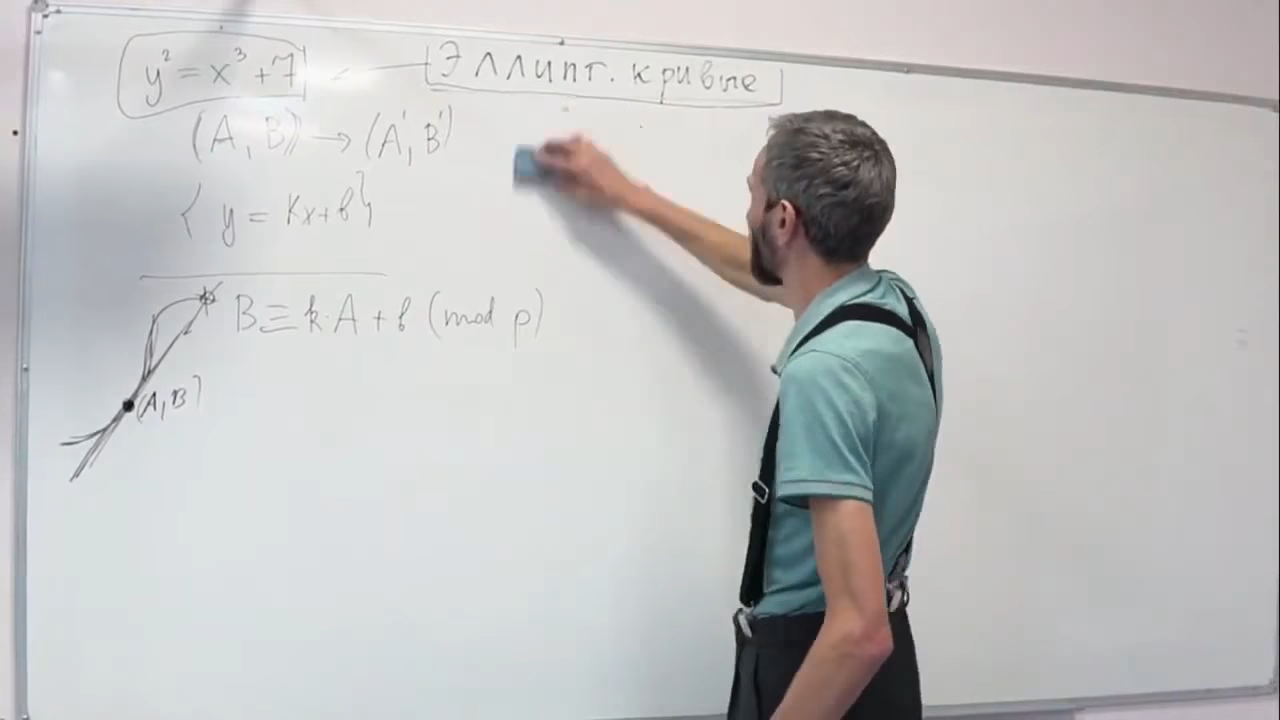 y² = x³ + 7
Эллипт. кривые
(A, B) → (A', B')
{ y = kx + b }
B ≡ k·A + b (mod p)
(A, B)